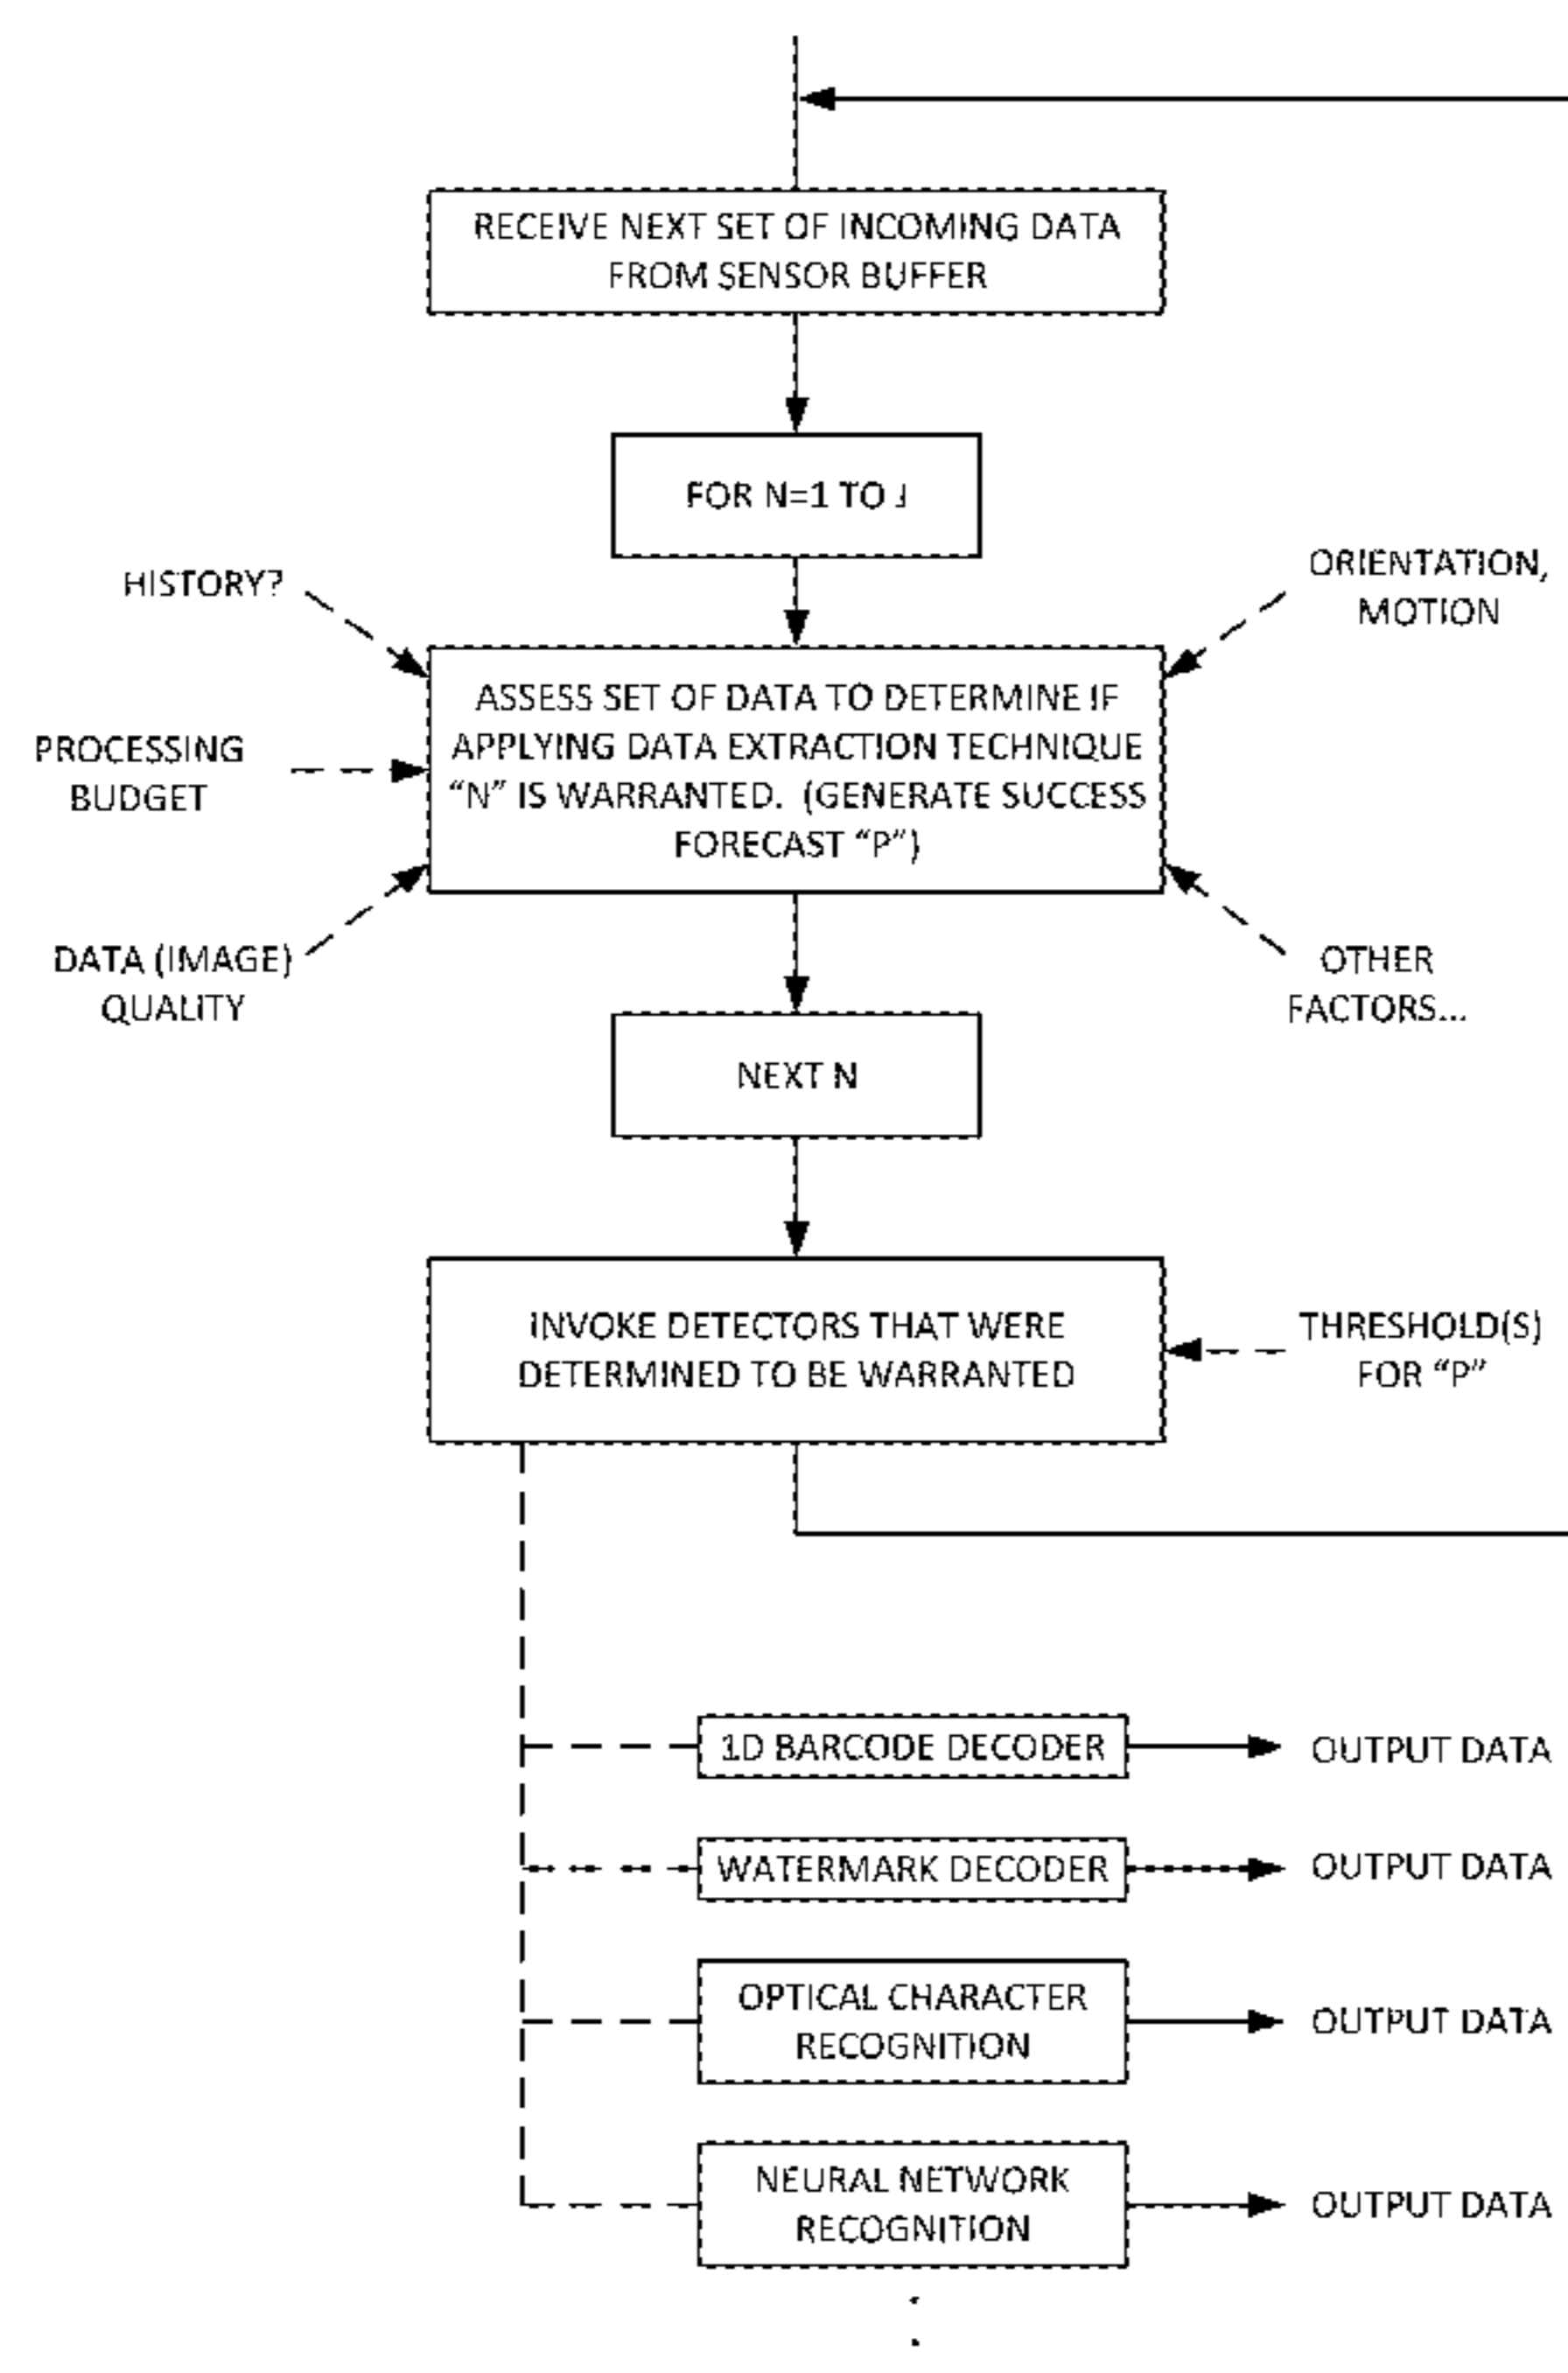 RECEIVE NEXT SET OF INCOMING DATA
FROM SENSOR BUFFER
FOR N=1 TO J
HISTORY?
ORIENTATION,
MOTION
PROCESSING
BUDGET
ASSESS SET OF DATA TO DETERMINE IF
APPLYING DATA EXTRACTION TECHNIQUE
“N” IS WARRANTED. (GENERATE SUCCESS
FORECAST “P”)
DATA (IMAGE)
QUALITY
OTHER
FACTORS...
NEXT N
INVOKE DETECTORS THAT WERE
DETERMINED TO BE WARRANTED
THRESHOLD(S)
FOR “P”
1D BARCODE DECODER
OUTPUT DATA
WATERMARK DECODER
OUTPUT DATA
OPTICAL CHARACTER
RECOGNITION
OUTPUT DATA
NEURAL NETWORK
RECOGNITION
OUTPUT DATA